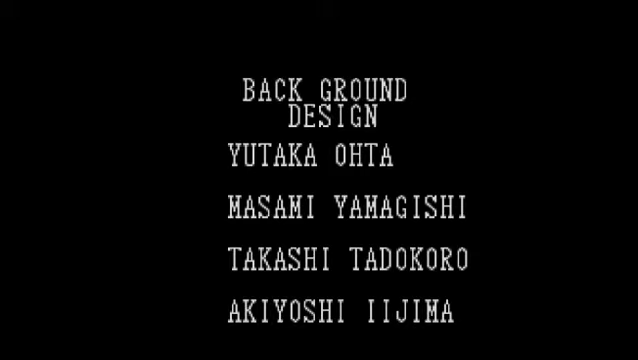 BACK GROUND
DESIGN
YUTAKA OHTA
MASAMI YAMAGISHI
TAKASHI TADOKORO
AKIYOSHI IIJIMA